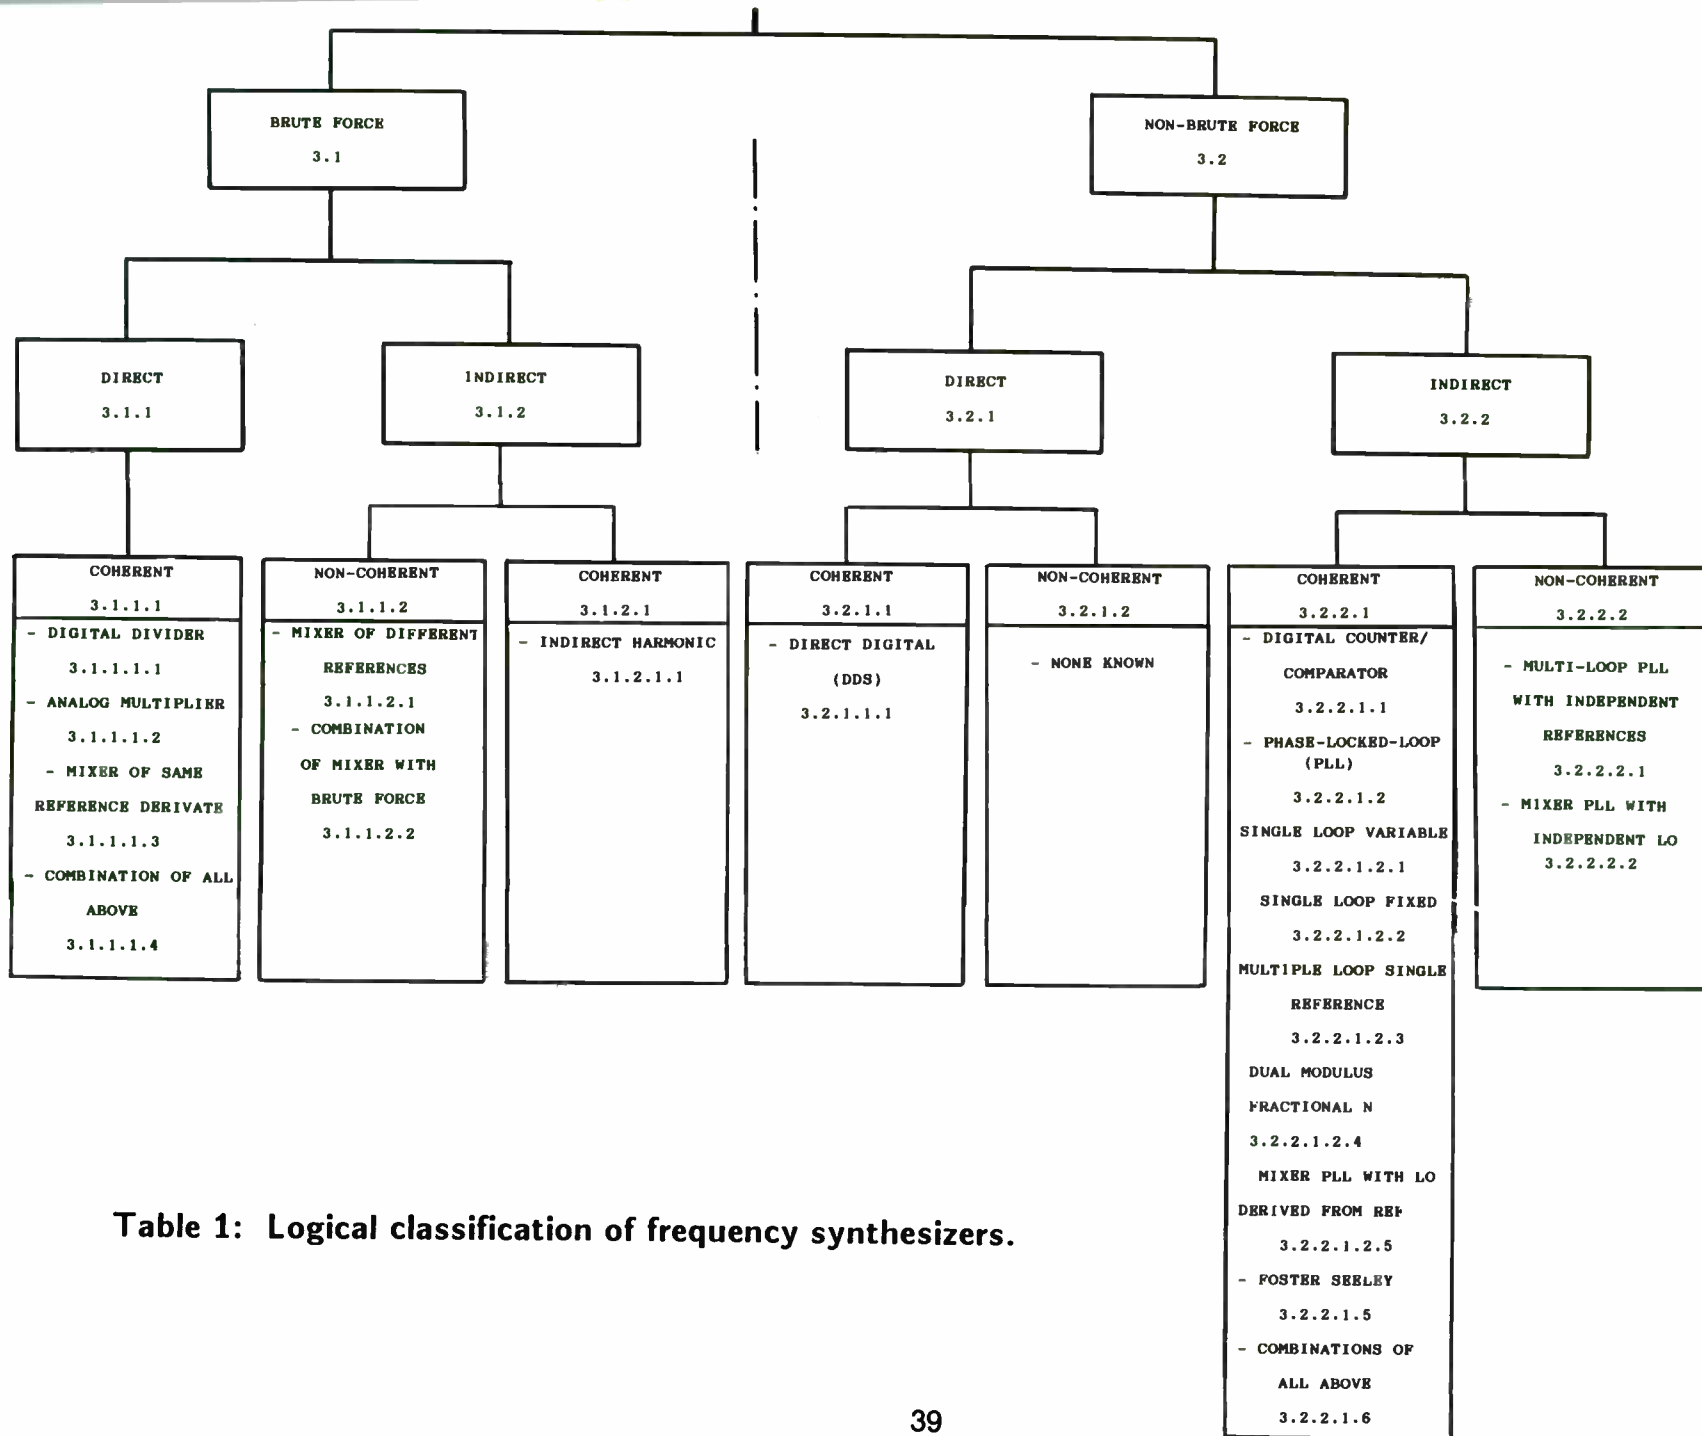 BRUTE FORCE
3.1
NON-BRUTE FORCE
3.2
DIRECT
3.1.1
INDIRECT
3.1.2
DIRECT
3.2.1
INDIRECT
3.2.2
COHERENT
3.1.1.1
- DIGITAL DIVIDER
3.1.1.1.1
- ANALOG MULTIPLIER
3.1.1.1.2
- MIXER OF SAME
REFERENCE DERIVATE
3.1.1.1.3
- COMBINATION OF ALL
ABOVE
3.1.1.1.4
NON-COHERENT
3.1.1.2
- MIXER OF DIFFERENT
REFERENCES
3.1.1.2.1
- COMBINATION
OF MIXER WITH
BRUTE FORCE
3.1.1.2.2
COHERENT
3.1.2.1
- INDIRECT HARMONIC
3.1.2.1.1
COHERENT
3.2.1.1
- DIRECT DIGITAL
(DDS)
3.2.1.1.1
NON-COHERENT
3.2.1.2
- NONE KNOWN
COHERENT
3.2.2.1
- DIGITAL COUNTER/
COMPARATOR
3.2.2.1.1
- PHASE-LOCKED-LOOP
(PLL)
3.2.2.1.2
SINGLE LOOP VARIABLE
3.2.2.1.2.1
SINGLE LOOP FIXED
3.2.2.1.2.2
MULTIPLE LOOP SINGLE
REFERENCE
3.2.2.1.2.3
DUAL MODULUS
FRACTIONAL N
3.2.2.1.2.4
MIXER PLL WITH LO
DERIVED FROM REF
3.2.2.1.2.5
- FOSTER SEELEY
3.2.2.1.5
- COMBINATIONS OF
ALL ABOVE
3.2.2.1.6
NON-COHERENT
3.2.2.2
- MULTI-LOOP PLL
WITH INDEPENDENT
REFERENCES
3.2.2.2.1
- MIXER PLL WITH
INDEPENDENT LO
3.2.2.2.2
Table 1: Logical classification of frequency synthesizers.
39